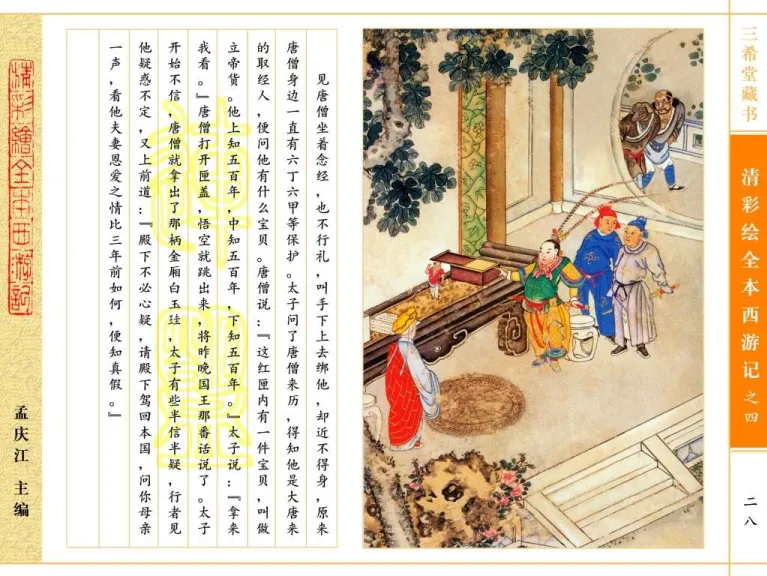 三希堂藏书
清彩绘全本西游记之四
二八
见唐僧坐着念经，也不行礼，叫手下上去绑他，却近不得身，原来
唐僧身边一直有六丁六甲等保护。太子问了唐僧来历，得知他是大唐来
的取经人，便问他有什么宝贝。唐僧说：『这红匣内有一件宝贝，叫做
立帝货。他上知五百年，中知五百年，下知五百年。』太子说：『拿来
我看。』唐僧打开匣盖，悟空就跳出来，将昨晚国王那番话说了。太子
开始不信，唐僧就拿出了那柄金厢白玉珪，太子有些半信半疑，行者见
他疑惑不定，又上前道：『殿下不必心疑，请殿下驾回本国，问你母亲
一声，看他夫妻恩爱之情比三年前如何，便知真假。』
清彩繪全本西游記
孟庆江 主编